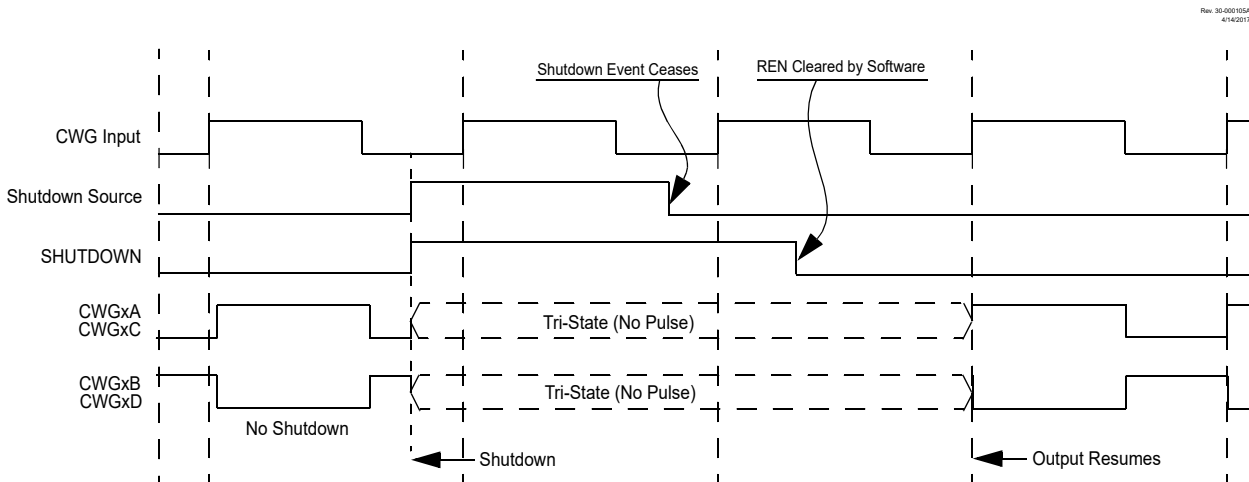 Rev. 30-000105A
4/14/2017
Shutdown Event Ceases
REN Cleared by Software
CWG Input
Shutdown Source
SHUTDOWN
CWGxA
CWGxC
Tri-State (No Pulse)
CWGxB
CWGxD
Tri-State (No Pulse)
No Shutdown
Shutdown
Output Resumes